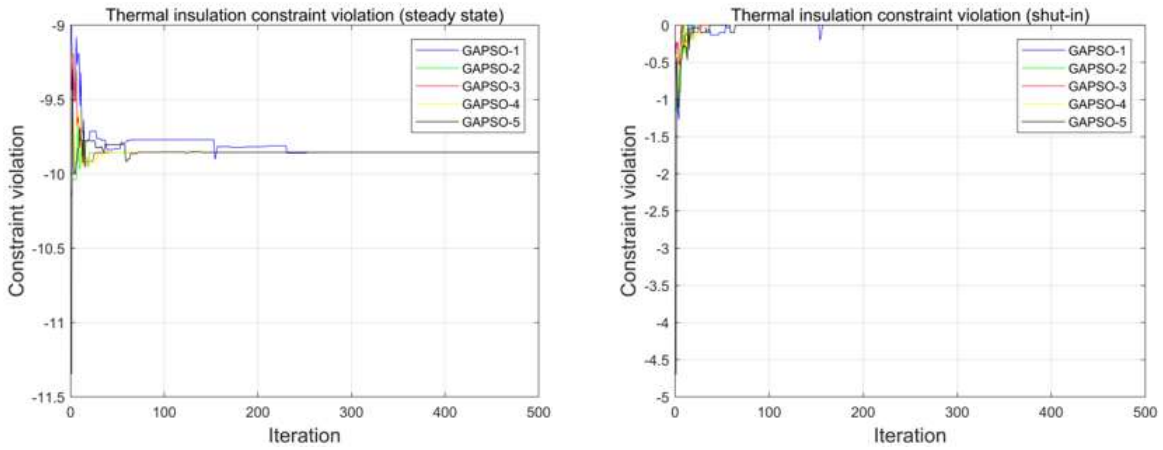 Thermal insulation constraint violation (steady state)
Constraint violation
-9
-9.5
-10
-10.5
-11
-11.5
0
100
200
300
400
500
Iteration
GAPSO-1
GAPSO-2
GAPSO-3
GAPSO-4
GAPSO-5
Thermal insulation constraint violation (shut-in)
Constraint violation
0
-0.5
-1
-1.5
-2
-2.5
-3
-3.5
-4
-4.5
-5
0
100
200
300
400
500
Iteration
GAPSO-1
GAPSO-2
GAPSO-3
GAPSO-4
GAPSO-5